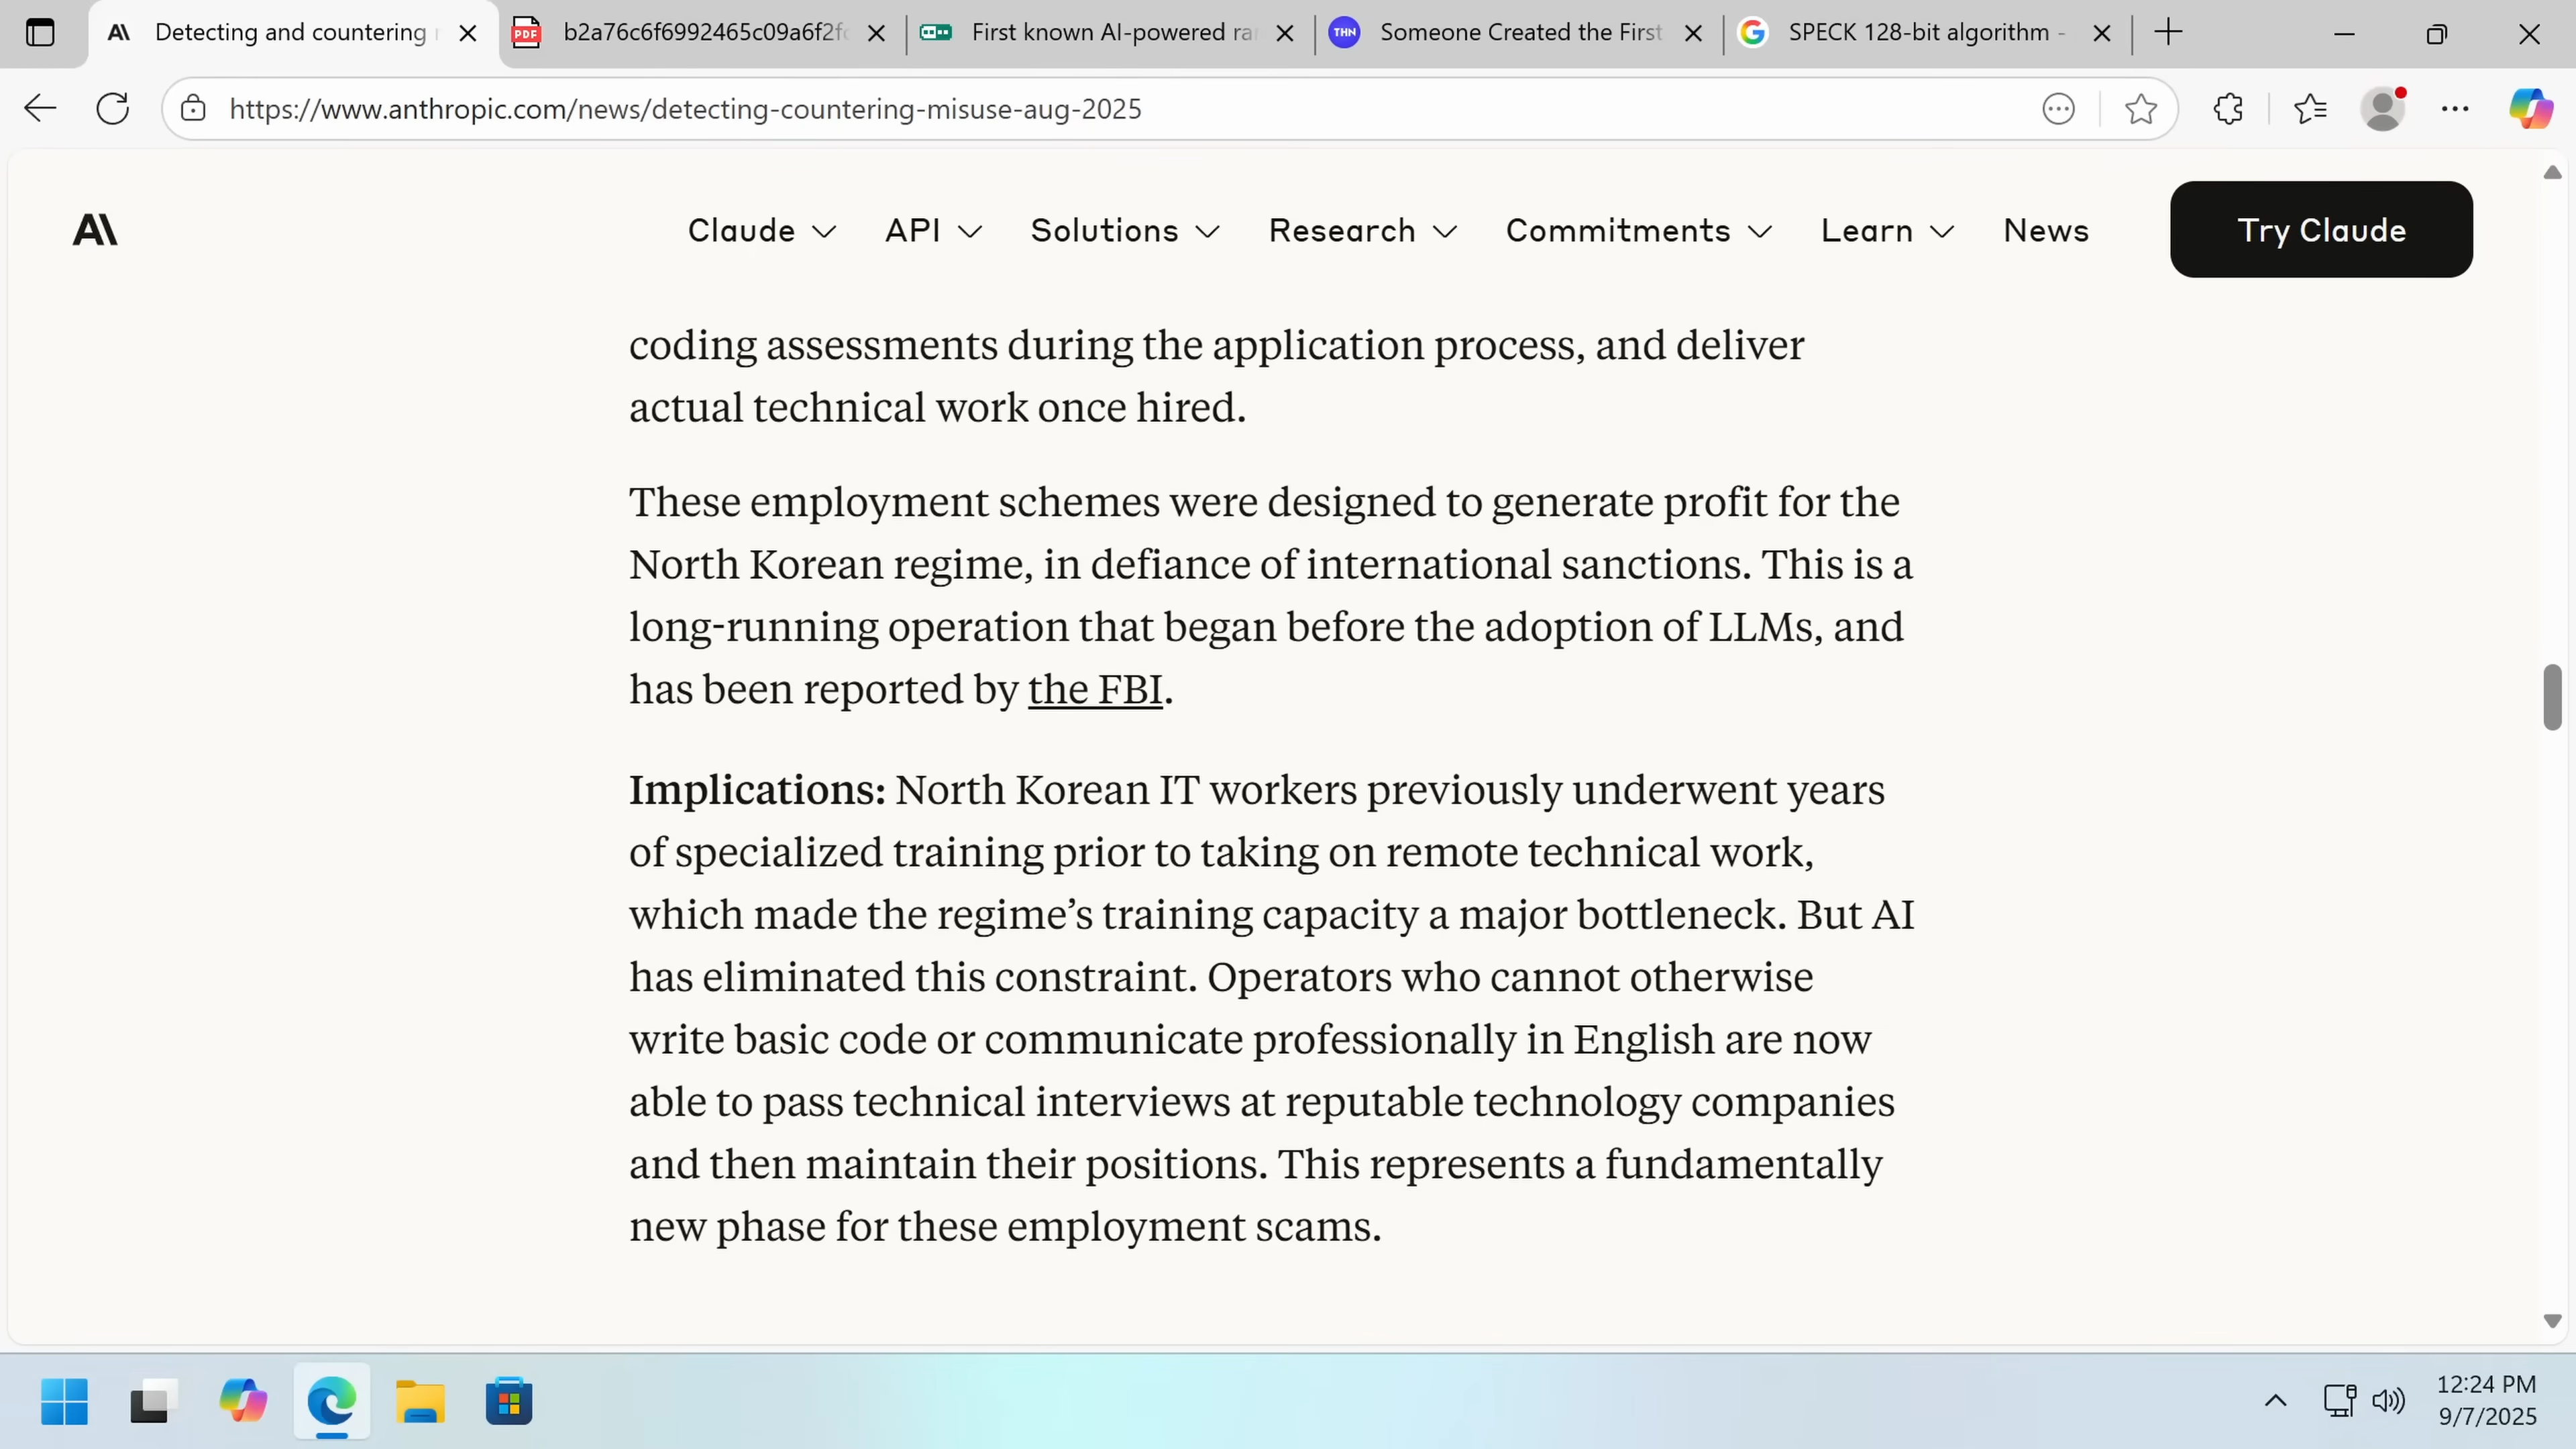 Detecting and countering
b2a76c6f6992465c09a6f2f
First known AI-powered
Someone Created the First
SPECK 128-bit algorithm -
https://www.anthropic.com/news/detecting-countering-misuse-aug-2025
Claude
API
Solutions
Research
Commitments
Learn
News
Try Claude
coding assessments during the application process, and deliver
actual technical work once hired.
These employment schemes were designed to generate profit for the
North Korean regime, in defiance of international sanctions. This is a
long-running operation that began before the adoption of LLMs, and
has been reported by the FBI.
Implications: North Korean IT workers previously underwent years
of specialized training prior to taking on remote technical work,
which made the regime’s training capacity a major bottleneck. But AI
has eliminated this constraint. Operators who cannot otherwise
write basic code or communicate professionally in English are now
able to pass technical interviews at reputable technology companies
and then maintain their positions. This represents a fundamentally
new phase for these employment scams.
12:24 PM
9/7/2025